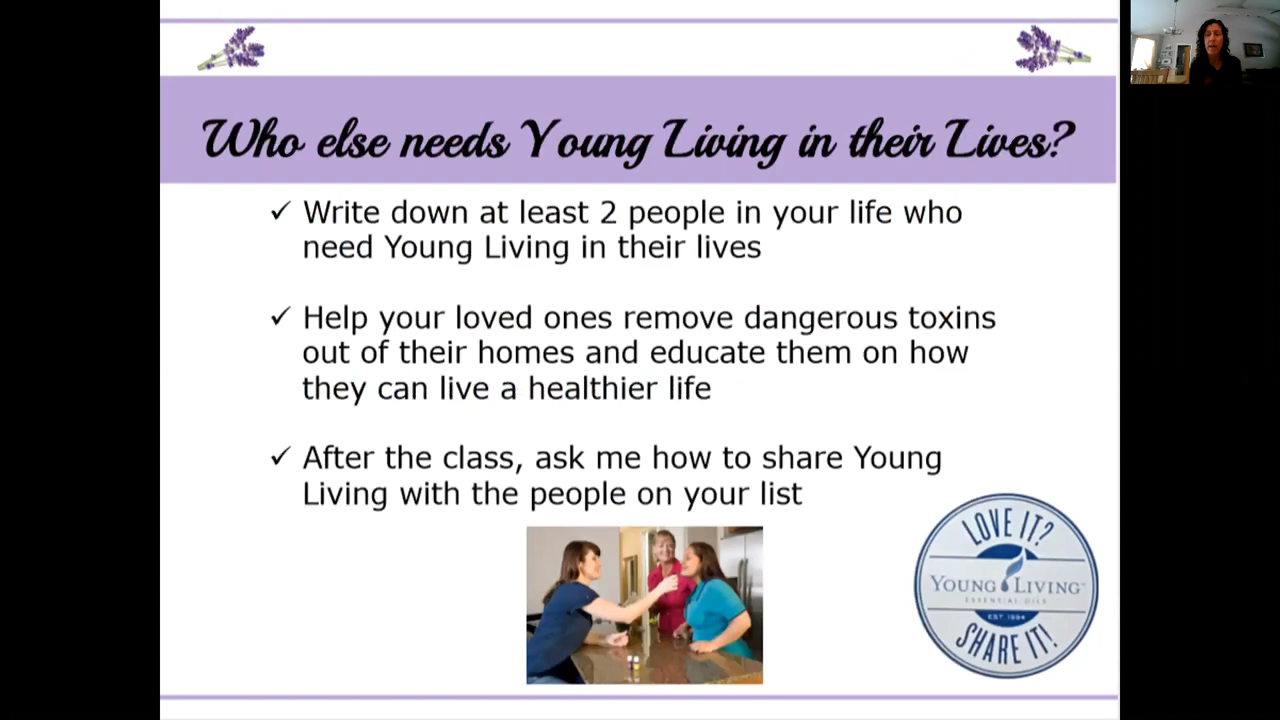 Who else needs Young Living in their Lives?
✓ Write down at least 2 people in your life who
need Young Living in their lives
✓ Help your loved ones remove dangerous toxins
out of their homes and educate them on how
they can live a healthier life
✓ After the class, ask me how to share Young
Living with the people on your list
LOVE IT?
YOUNG LIVING
ESSENTIAL OILS
EST 1994
SHARE IT!